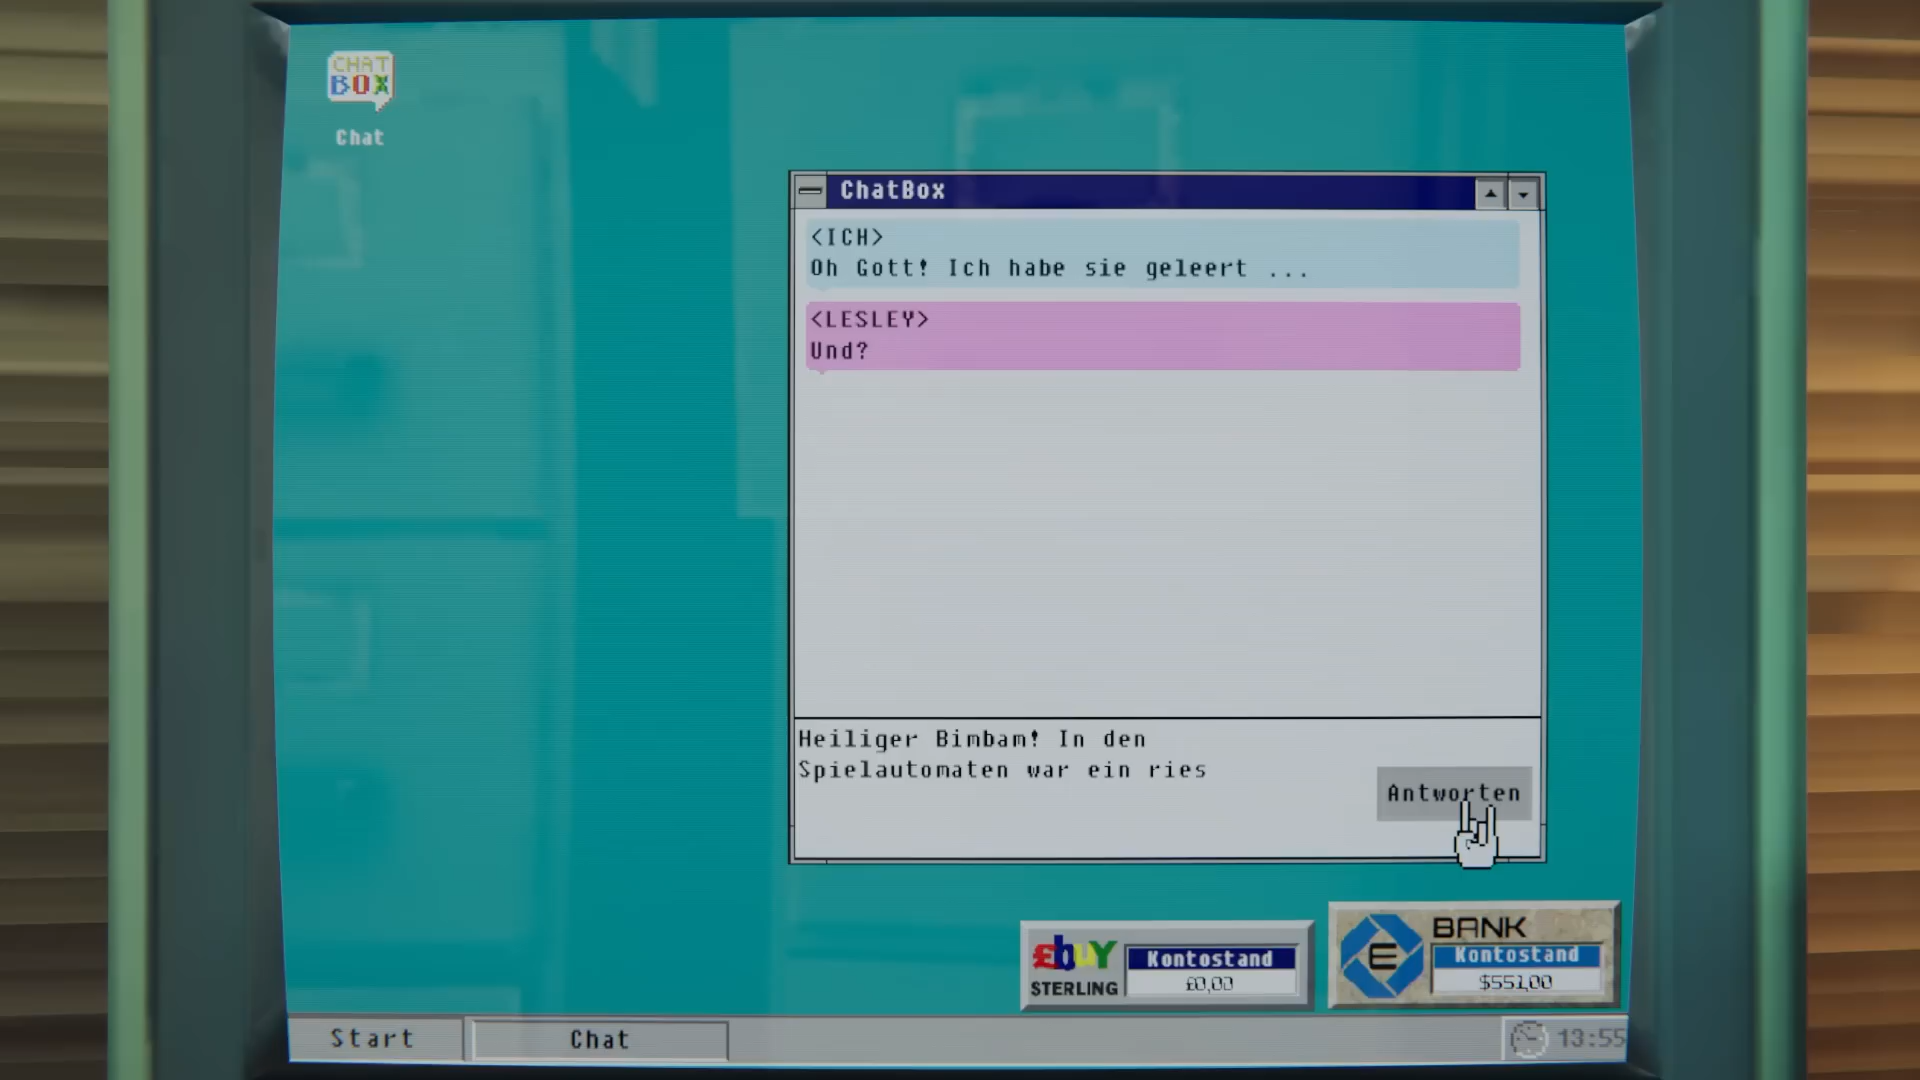 CHAT
BOX
Chat
ChatBox
<ICH>
Oh Gott! Ich habe sie geleert ...
<LESLEY>
Und?
Heiliger Bimbam! In den
Spielautomaten war ein ries
Antworten
£buY
STERLING
Kontostand
£0,00
E
BANK
Kontostand
$551,00
Start
Chat
13:55